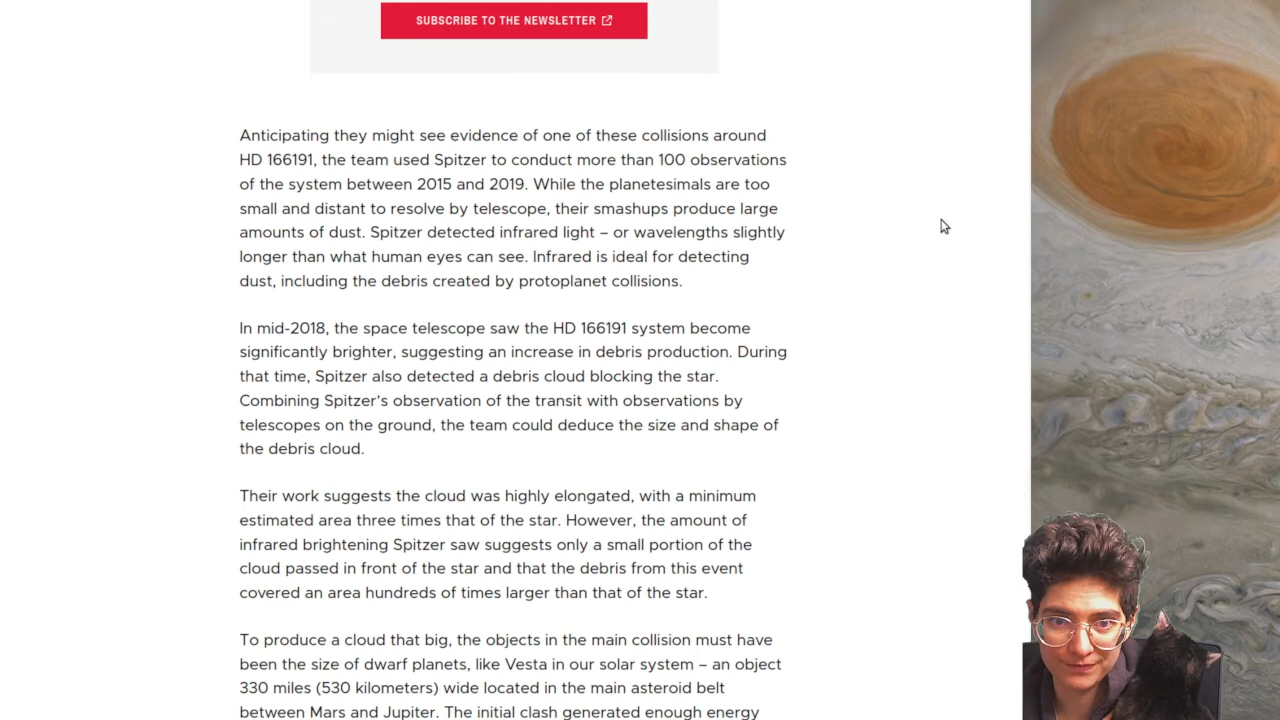 SUBSCRIBE TO THE NEWSLETTER
Anticipating they might see evidence of one of these collisions around
HD 166191, the team used Spitzer to conduct more than 100 observations
of the system between 2015 and 2019. While the planetesimals are too
small and distant to resolve by telescope, their smashups produce large
amounts of dust. Spitzer detected infrared light – or wavelengths slightly
longer than what human eyes can see. Infrared is ideal for detecting
dust, including the debris created by protoplanet collisions.
In mid-2018, the space telescope saw the HD 166191 system become
significantly brighter, suggesting an increase in debris production. During
that time, Spitzer also detected a debris cloud blocking the star.
Combining Spitzer’s observation of the transit with observations by
telescopes on the ground, the team could deduce the size and shape of
the debris cloud.
Their work suggests the cloud was highly elongated, with a minimum
estimated area three times that of the star. However, the amount of
infrared brightening Spitzer saw suggests only a small portion of the
cloud passed in front of the star and that the debris from this event
covered an area hundreds of times larger than that of the star.
To produce a cloud that big, the objects in the main collision must have
been the size of dwarf planets, like Vesta in our solar system – an object
330 miles (530 kilometers) wide located in the main asteroid belt
between Mars and Jupiter. The initial clash generated enough energy